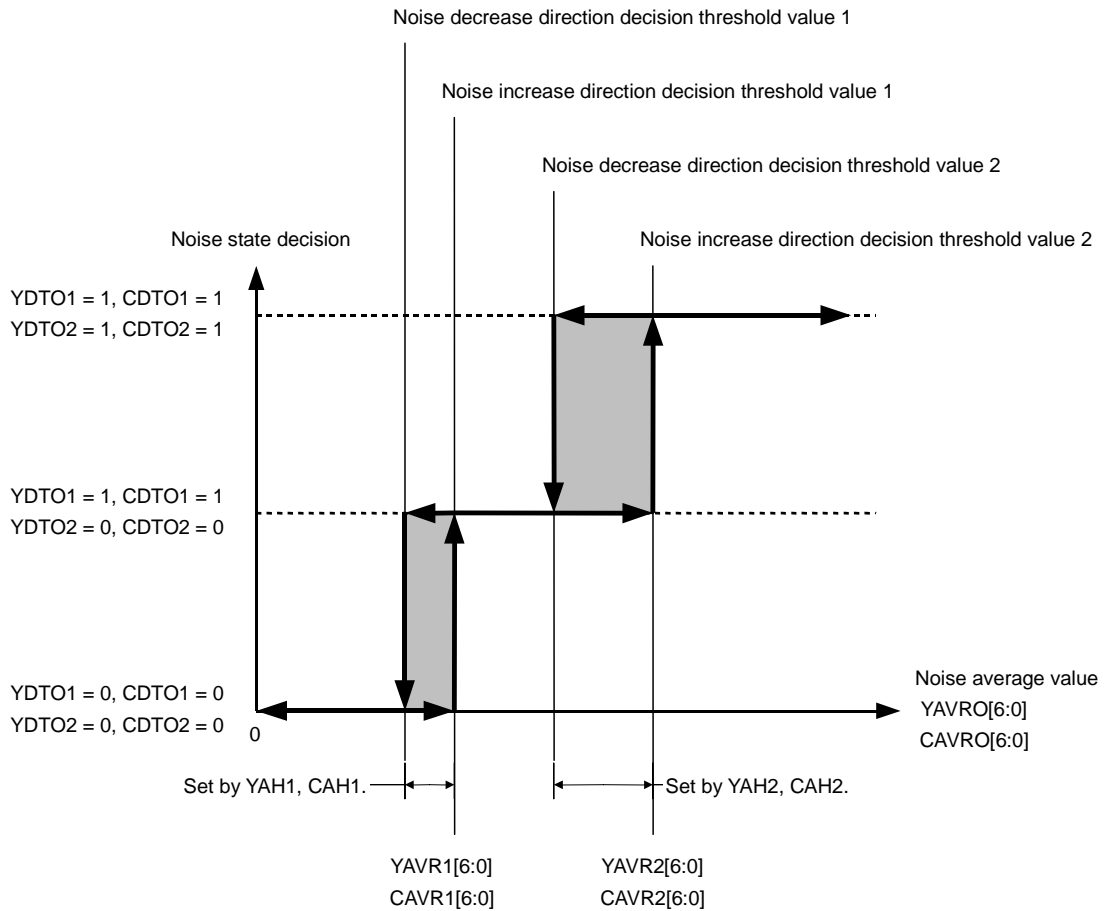 Noise decrease direction decision threshold value 1
Noise increase direction decision threshold value 1
Noise decrease direction decision threshold value 2
Noise state decision
Noise increase direction decision threshold value 2
YDTO1 = 1, CDTO1 = 1
YDTO2 = 1, CDTO2 = 1
YDTO1 = 1, CDTO1 = 1
YDTO2 = 0, CDTO2 = 0
YDTO1 = 0, CDTO1 = 0
YDTO2 = 0, CDTO2 = 0
0
Noise average value
YAVRO[6:0]
CAVRO[6:0]
Set by YAH1, CAH1.
Set by YAH2, CAH2.
YAVR1[6:0]
CAVR1[6:0]
YAVR2[6:0]
CAVR2[6:0]